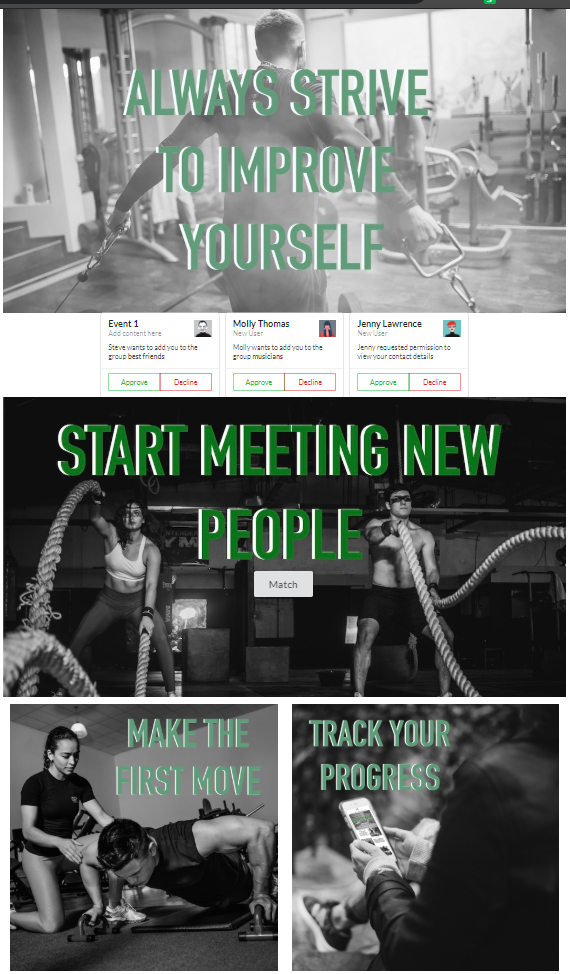 ALWAYS STRIVE
TO IMPROVE
YOURSELF
Event 1
Add content here
Steve wants to add you to the
group best friends
Approve
Decline
Molly Thomas
New User
Molly wants to add you to the
group musicians
Approve
Decline
Jenny Lawrence
New User
Jenny requested permission to
view your contact details
Approve
Decline
START MEETING NEW
PEOPLE
Match
MAKE THE
FIRST MOVE
TRACK YOUR
PROGRESS